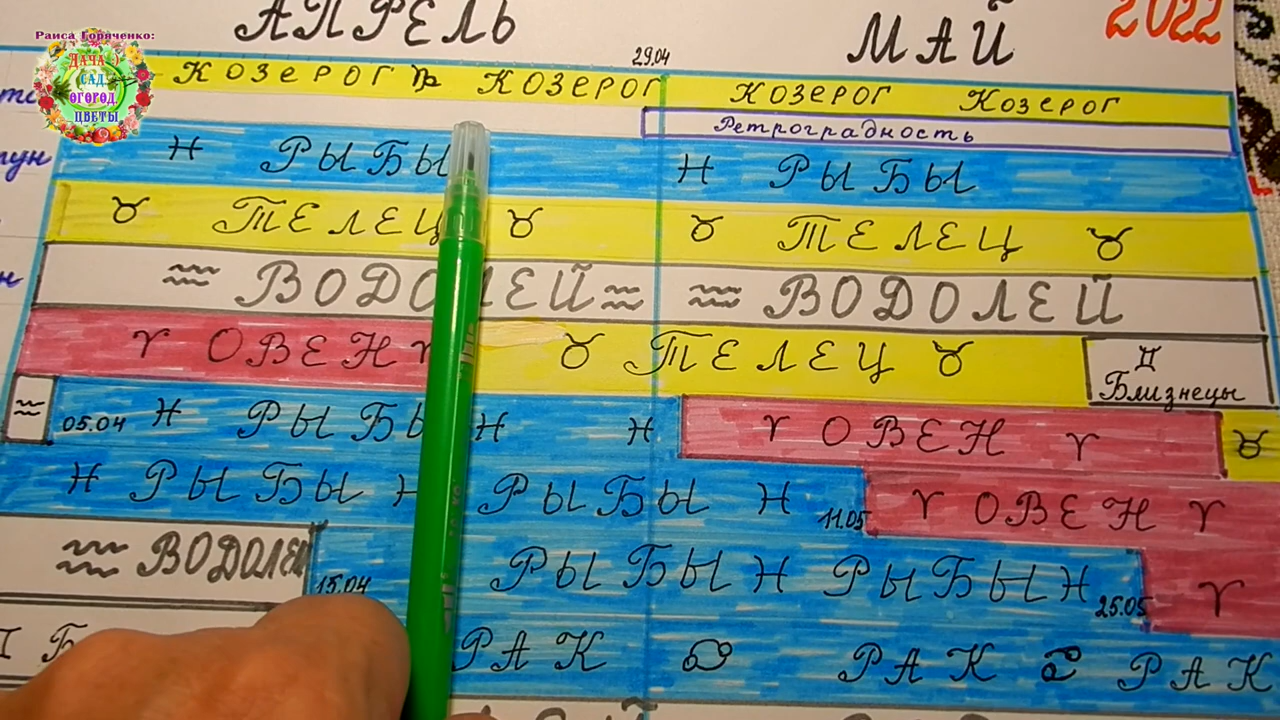 АПРЕЛЬ МАЙ 2022
Раиса Горяченко:
ДАЧА
САД
ОГОРОД
ЦВЕТЫ
29.04
КОЗЕРОГ ♑ КОЗЕРОГ КОЗЕРОГ КОЗЕРОГ
Ретроградность
♓ РЫБЫ ♓ РЫБЫ
♉ ТЕЛЕЦ ♉ ♉ ТЕЛЕЦ ♉
♒ ВОДОЛЕЙ ♒ ♒ ВОДОЛЕЙ
♈ ОВЕН ♈ ♉ ТЕЛЕЦ ♉ ♊ Близнецы
♒ 05.04 ♓ РЫБЫ ♓ ♓ ♈ ОВЕН ♈ ♉
♓ РЫБЫ ♓ РЫБЫ ♓ 11.05 ♈ ОВЕН ♈
♒ ВОДОЛЕЙ 15.04 РЫБЫ ♓ РЫБЫ ♓ 25.05 ♈
РАК ♋ РАК ♋ РАК